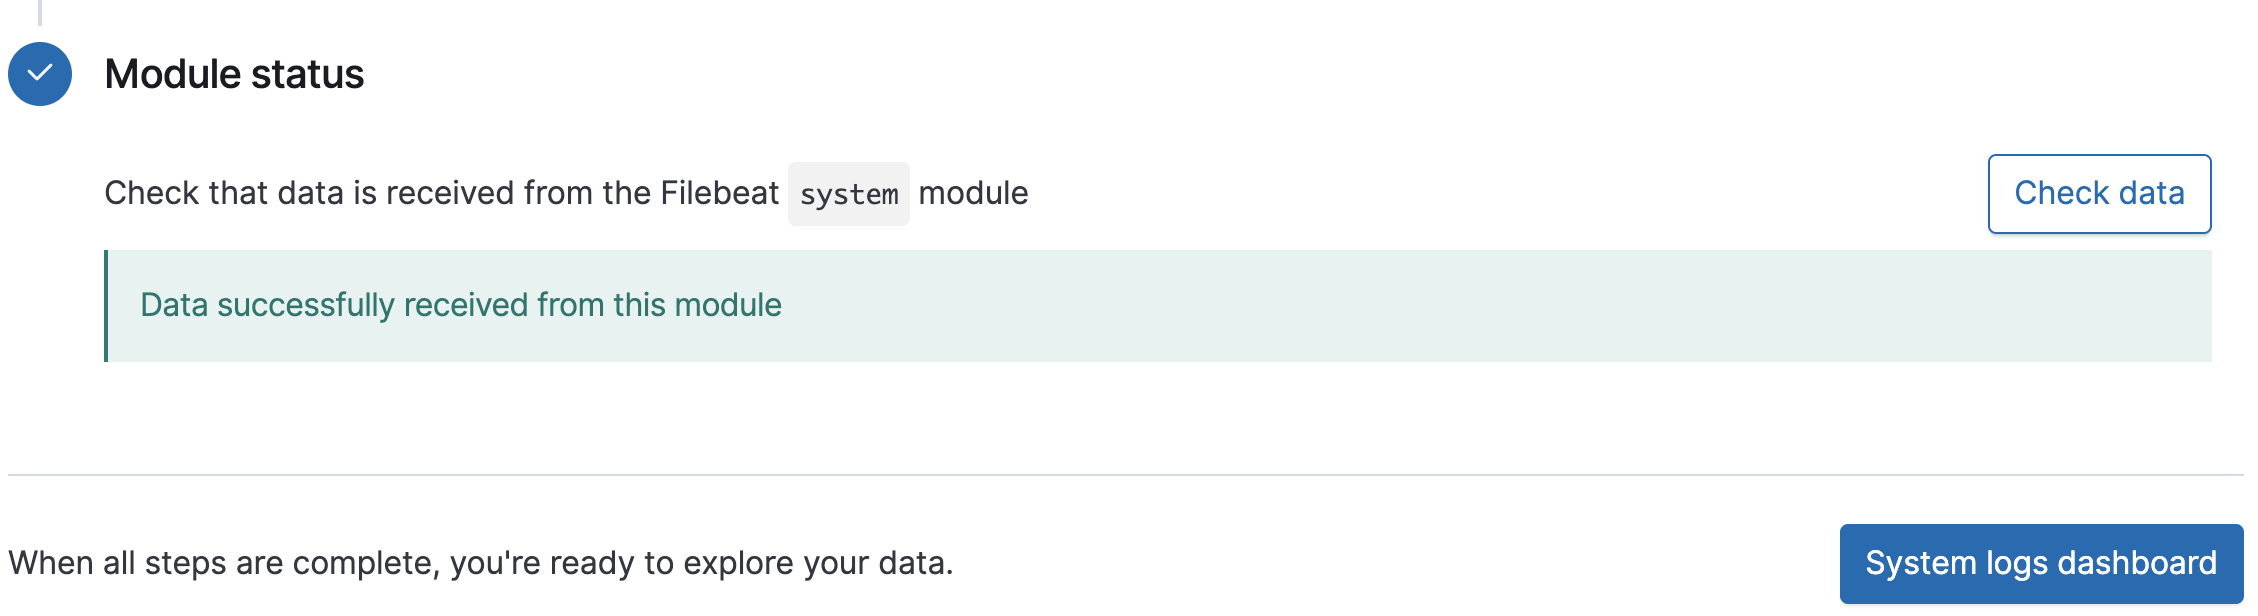 Module status
Check that data is received from the Filebeat system module
Check data
Data successfully received from this module
When all steps are complete, you're ready to explore your data.
System logs dashboard